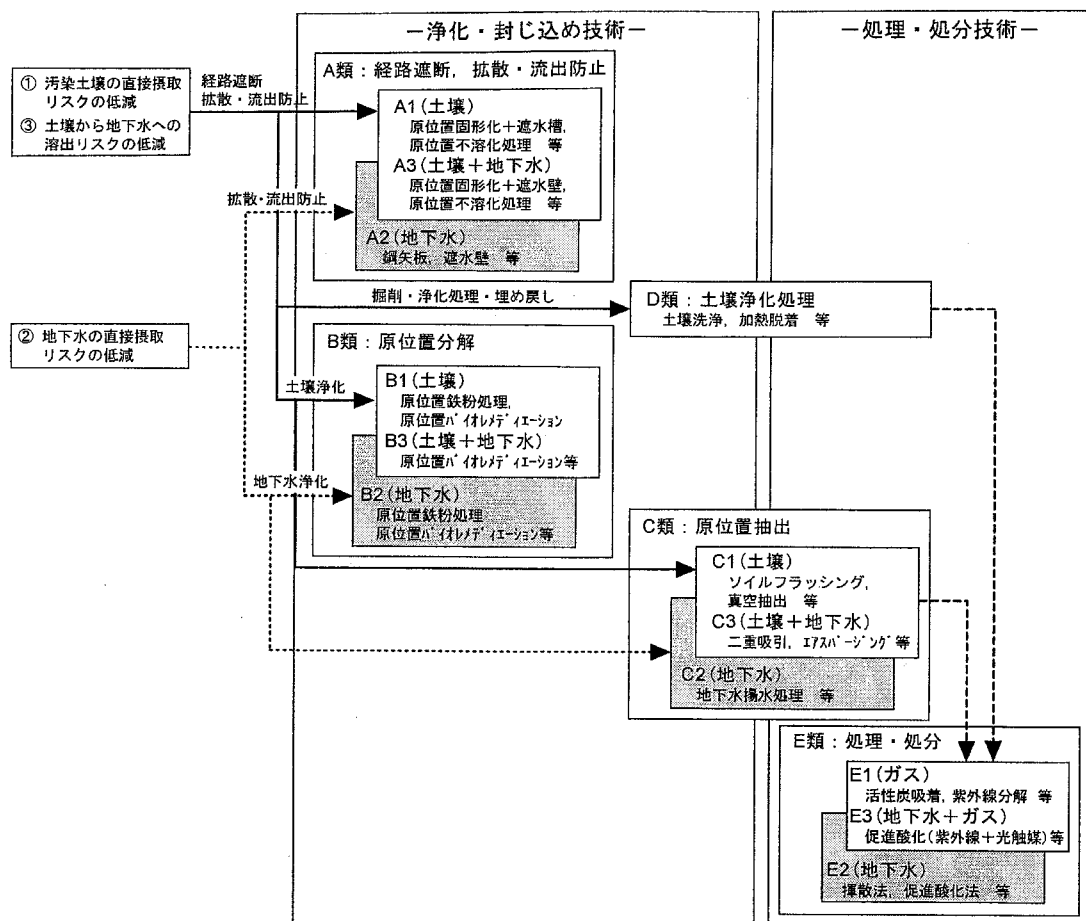 －浄化・封じ込め技術－
－処理・処分技術－
① 汚染土壌の直接摂取
リスクの低減
③ 土壌から地下水への
溶出リスクの低減
経路遮断
拡散・流出防止
A類：経路遮断，拡散・流出防止
A1(土壌)
原位置固形化＋遮水槽，
原位置不溶化処理　等
A3(土壌＋地下水)
原位置固形化＋遮水壁，
原位置不溶化処理　等
拡散・流出防止
A2(地下水)
鋼矢板，遮水壁　等
掘削・浄化処理・埋め戻し
D類：土壌浄化処理
土壌洗浄，加熱脱着　等
② 地下水の直接摂取
リスクの低減
B類：原位置分解
土壌浄化
B1(土壌)
原位置鉄粉処理，
原位置ﾊﾞｲｵﾚﾒﾃﾞｨｴｰｼｮﾝ
B3(土壌＋地下水)
原位置ﾊﾞｲｵﾚﾒﾃﾞｨｴｰｼｮﾝ等
地下水浄化
B2(地下水)
原位置鉄粉処理
原位置ﾊﾞｲｵﾚﾒﾃﾞｨｴｰｼｮﾝ等
C類：原位置抽出
C1(土壌)
ソイルフラッシング，
真空抽出　等
C3(土壌＋地下水)
二重吸引，ｴｱｽﾊﾟｰｼﾞﾝｸﾞ等
C2(地下水)
地下水揚水処理　等
E類：処理・処分
E1(ガス)
活性炭吸着，紫外線分解　等
E3(地下水＋ガス)
促進酸化(紫外線＋光触媒)等
E2(地下水)
揮散法，促進酸化法　等